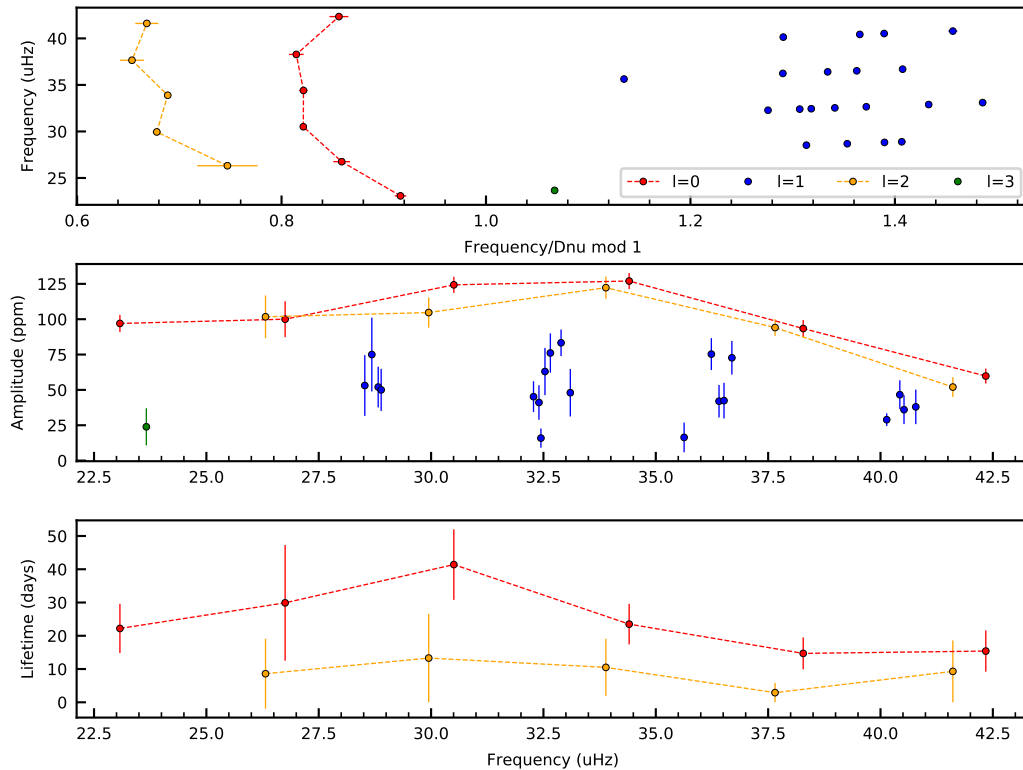 Frequency (uHz)
40
35
30
25
0.6 0.8 1.0 1.2 1.4
Frequency/Dnu mod 1
l=0 l=1 l=2 l=3
Amplitude (ppm)
125
100
75
50
25
0
22.5 25.0 27.5 30.0 32.5 35.0 37.5 40.0 42.5
Lifetime (days)
50
40
30
20
10
0
22.5 25.0 27.5 30.0 32.5 35.0 37.5 40.0 42.5
Frequency (uHz)